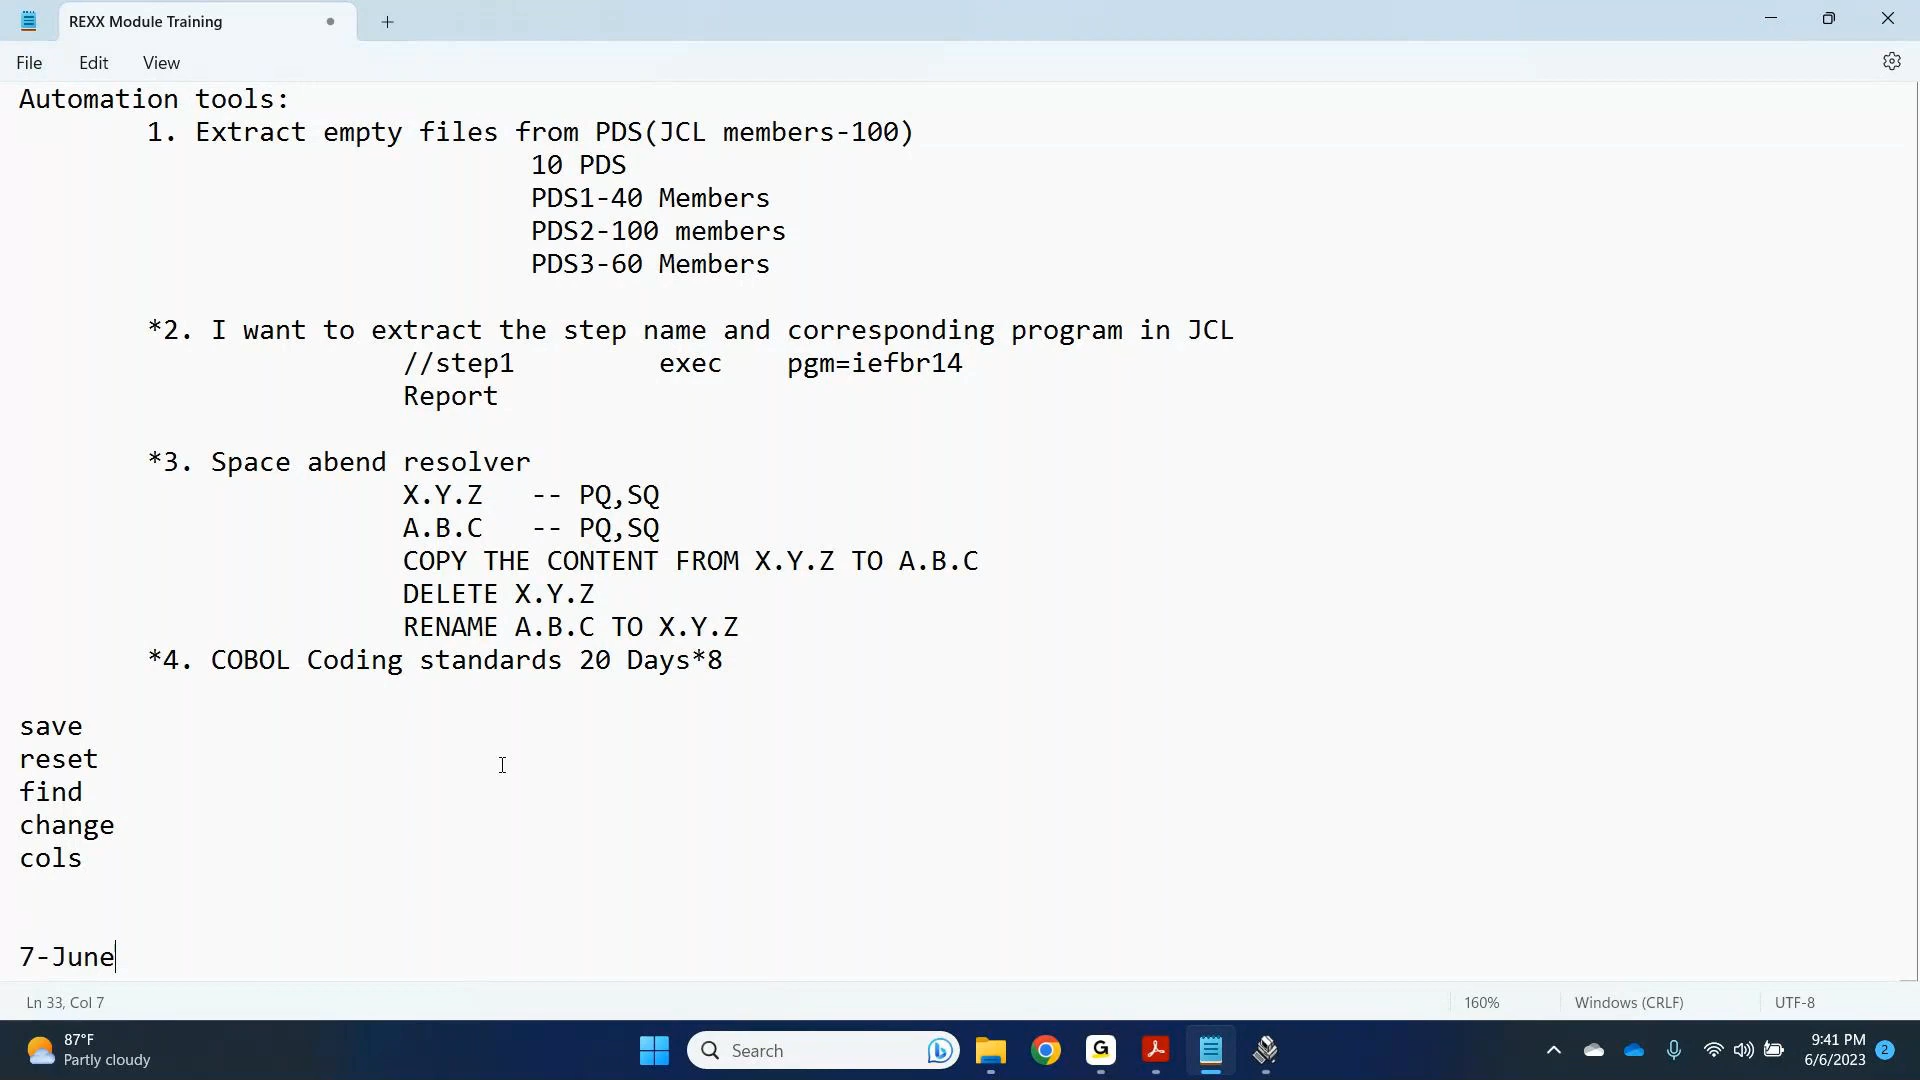 REXX Module Training
File Edit View
Automation tools:
1. Extract empty files from PDS(JCL members-100)
10 PDS
PDS1-40 Members
PDS2-100 members
PDS3-60 Members
*2. I want to extract the step name and corresponding program in JCL
//step1 exec pgm=iefbr14
Report
*3. Space abend resolver
X.Y.Z -- PQ,SQ
A.B.C -- PQ,SQ
COPY THE CONTENT FROM X.Y.Z TO A.B.C
DELETE X.Y.Z
RENAME A.B.C TO X.Y.Z
*4. COBOL Coding standards 20 Days*8
save
reset
find
change
cols
7-June
Ln 33, Col 7 160% Windows (CRLF) UTF-8
87°F
Partly cloudy
Search
G
9:41 PM
6/6/2023
2